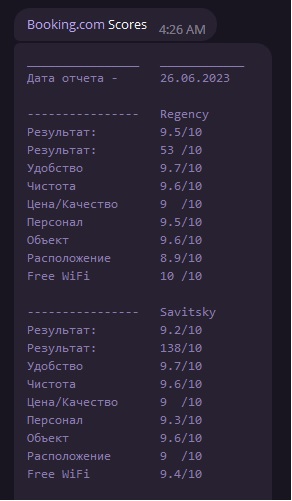 Booking.com Scores 4:26 AM
________________ ____________
Дата отчета - 26.06.2023
---------------- Regency
Результат: 9.5/10
Результат: 53 /10
Удобство 9.7/10
Чистота 9.6/10
Цена/Качество 9 /10
Персонал 9.5/10
Объект 9.6/10
Расположение 8.9/10
Free WiFi 10 /10
---------------- Savitsky
Результат: 9.2/10
Результат: 138/10
Удобство 9.7/10
Чистота 9.6/10
Цена/Качество 9 /10
Персонал 9.3/10
Объект 9.6/10
Расположение 9 /10
Free WiFi 9.4/10